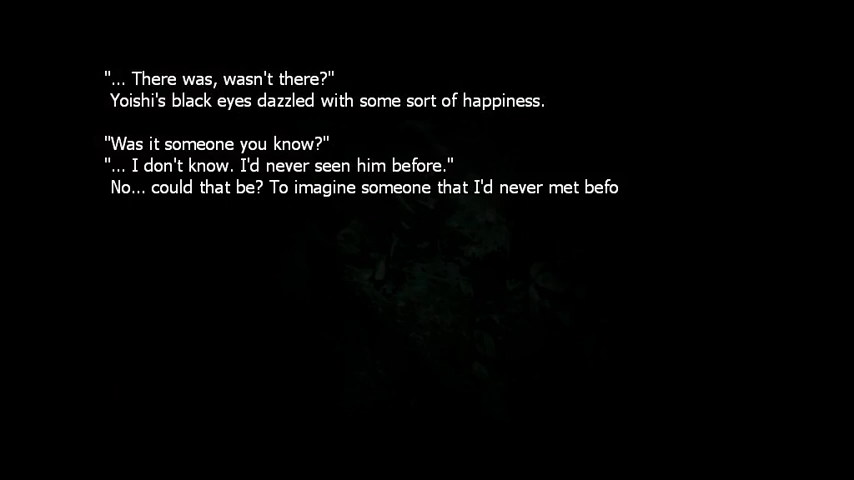 "... There was, wasn't there?"
Yoishi's black eyes dazzled with some sort of happiness.
"Was it someone you know?"
"... I don't know. I'd never seen him before."
No... could that be? To imagine someone that I'd never met befo